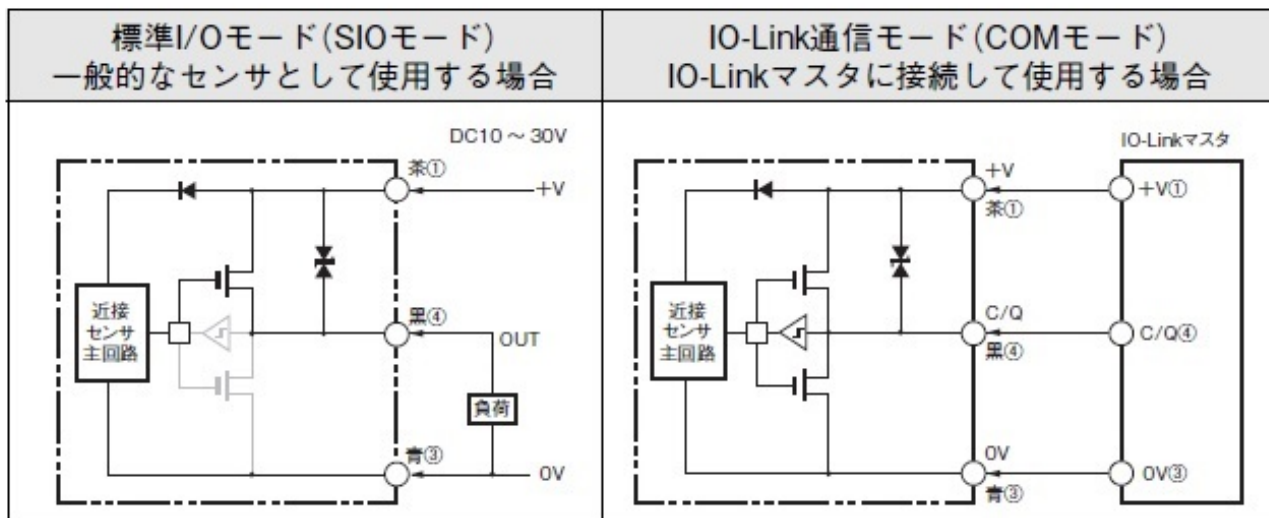 標準I/Oモード(SIOモード)
一般的なセンサとして使用する場合
IO-Link通信モード(COMモード)
IO-Linkマスタに接続して使用する場合
DC10～30V
茶①
+V
近接
センサ
主回路
黒④
OUT
負荷
青③
0V
IO-Linkマスタ
+V
茶①
+V①
近接
センサ
主回路
C/Q
黒④
C/Q④
0V
青③
0V③